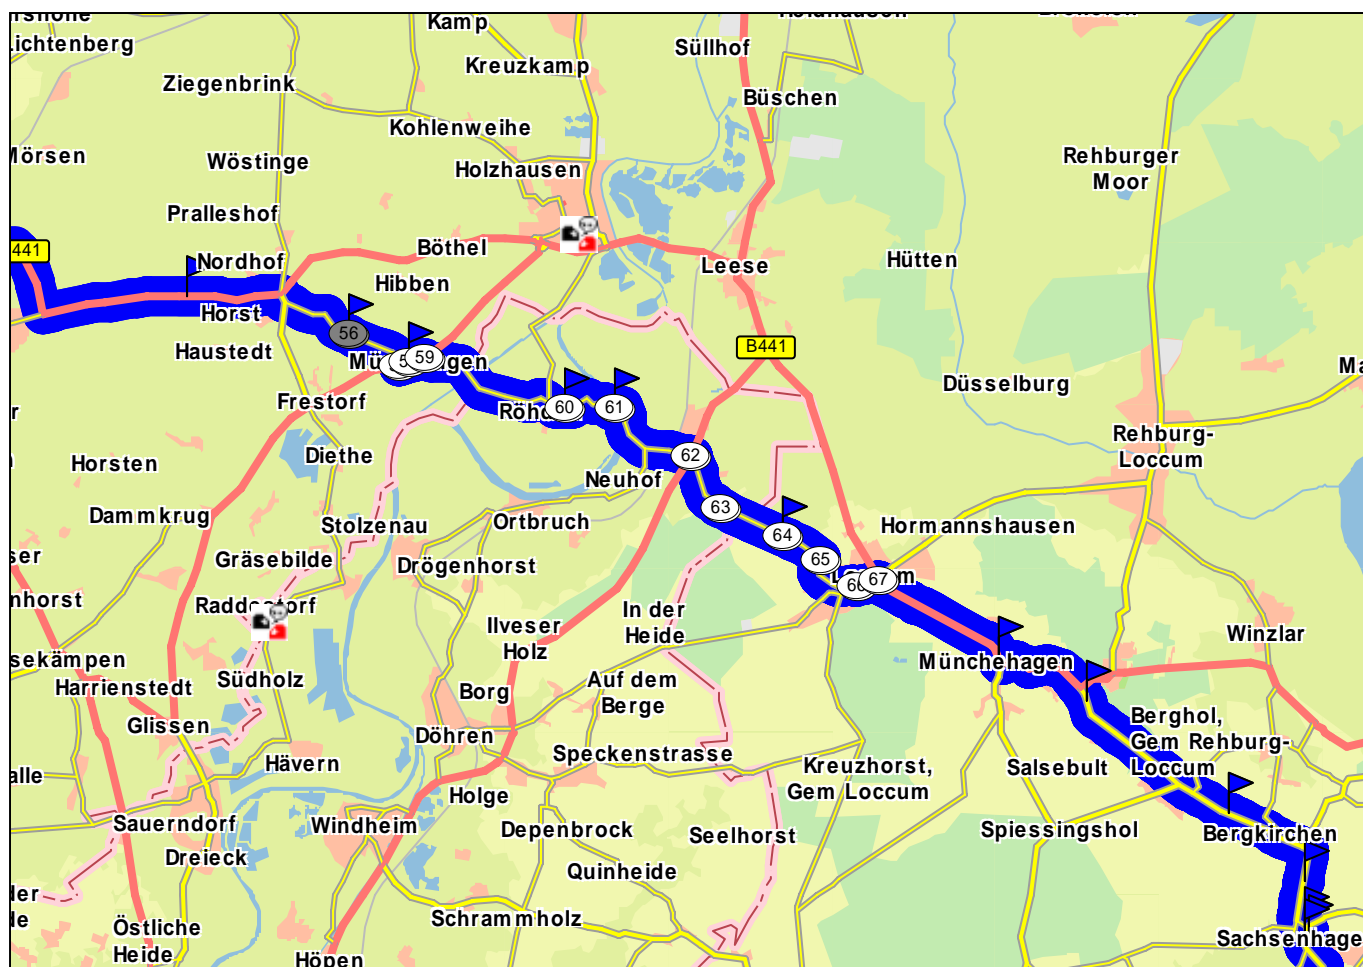 Kamp
Süllhof
Lichtenberg
Kreuzkamp
Ziegenbrink
Büschen
Kohlenweihe
Mörsen
Wöstinge
Holzhausen
Rehburger
Moor
Pralleshof
441
Nordhof
Böthel
Leese
Hütten
Hibben
Horst
56
59
B441
Haustedt
Düsselburg
Frestorf
60
61
Rehburg-
Loccum
Diethe
62
Horsten
Neuhof
Dammkrug
63
Stolzenau
Ortbruch
Hormannshausen
64
65
Gräsebilde
Drögenhorst
66
67
Raddestorf
In der
Heide
Ilveser
Holz
Winzlar
Münchehagen
Harrienstedt
Südholz
Borg
Auf dem
Berge
Glissen
Döhren
Berghol,
Gem Rehburg-
Loccum
Hävern
Speckenstrasse
Kreuzhorst,
Gem Loccum
Salsebult
Holge
Sauerndorf
Windheim
Depenbrock
Seelhorst
Spiessingshol
Bergkirchen
Dreieck
Quinheide
Östliche
Heide
Schrammholz
Sachsenhage
Höpen